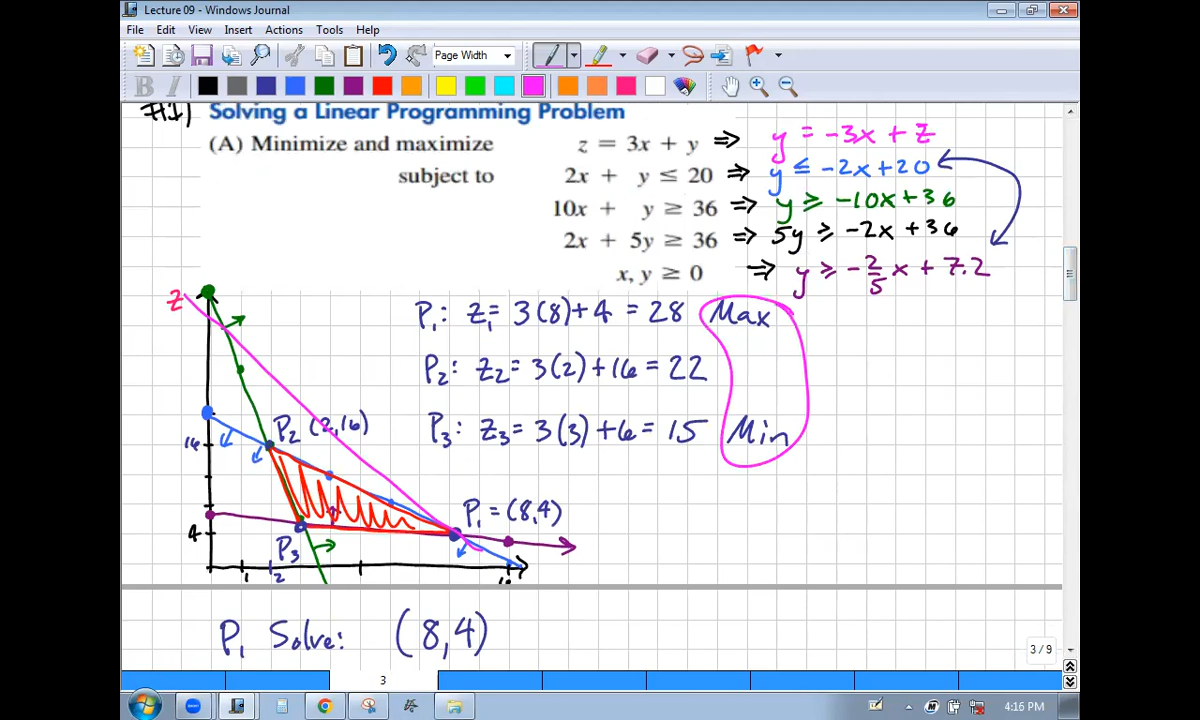 Lecture 09 - Windows Journal
File Edit View Insert Actions Tools Help
Page Width
B I
Solving a Linear Programming Problem
(A) Minimize and maximize z = 3x + y ⇒ y = -3x + z
subject to 2x + y ≤ 20 ⇒ y ≤ -2x + 20
10x + y ≥ 36 ⇒ y ≥ -10x + 36
2x + 5y ≥ 36 ⇒ 5y ≥ -2x + 36
x, y ≥ 0 ⇒ y ≥ -2/5 x + 7.2
z
P₁: Z₁ = 3(8) + 4 = 28 Max
P₂: Z₂ = 3(2) + 16 = 22
P₂ (2,16)
16
P₃: Z₃ = 3(3) + 6 = 15 Min
P₁ = (8,4)
4
P₃
1 2
P₁ Solve: (8,4)
3 / 9
3
4:16 PM